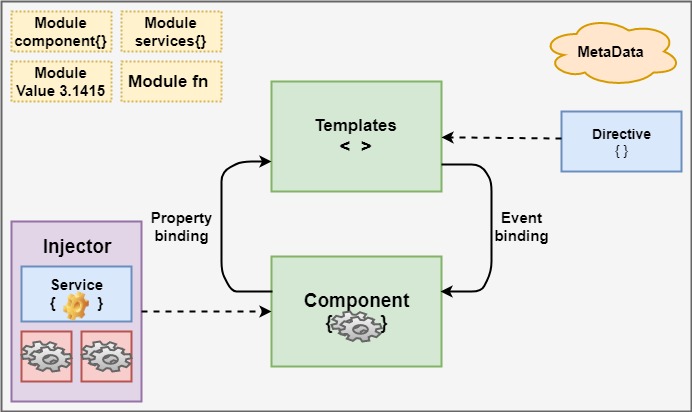 Module
component{}
Module
services{}
Module
Value 3.1415
Module fn
MetaData
Templates
< >
Directive
{ }
Property
binding
Event
binding
Injector
Service
{ }
Component
{ }